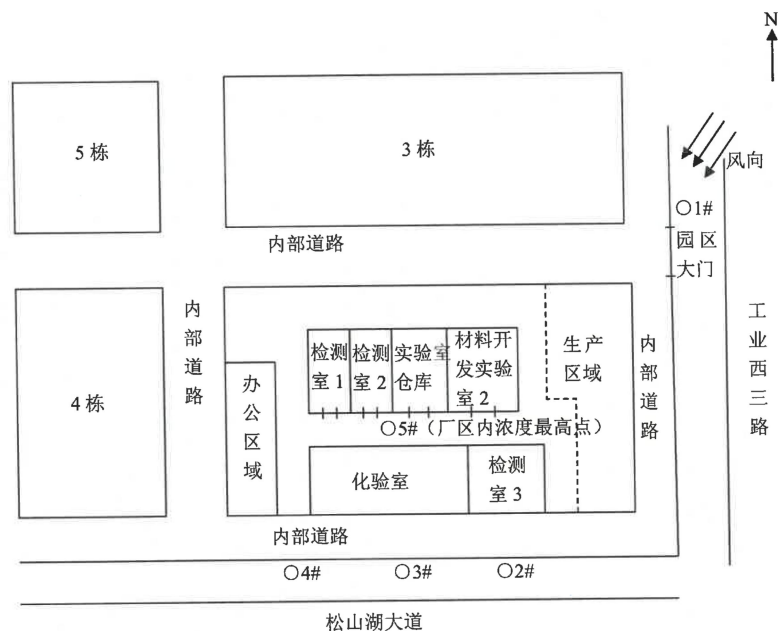 N
5 栋
3 栋
风向
○1#
园区
大门
内部道路
内部道路
检测
室 1
检测
室 2
实验室
仓库
材料开
发实验
室 2
生产
区域
内部道路
工业西三路
4 栋
办公区域
○5#（厂区内浓度最高点）
化验室
检测
室 3
内部道路
○4#
○3#
○2#
松山湖大道